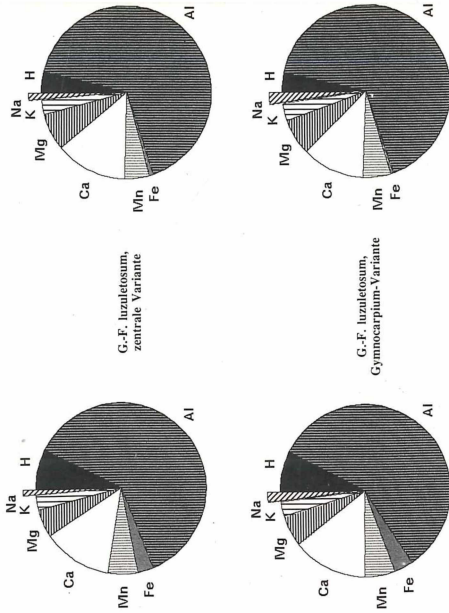 Na
K
H
Mg
Al
Ca
Mn
Fe
Na
K
H
Mg
Al
Ca
Mn
Fe
G.-F. luzuletosum,
zentrale Variante
G.-F. luzuletosum,
Gymnocarpium-Variante
Na
K
H
Mg
Al
Ca
Mn
Fe
Na
K
H
Mg
Al
Ca
Mn
Fe